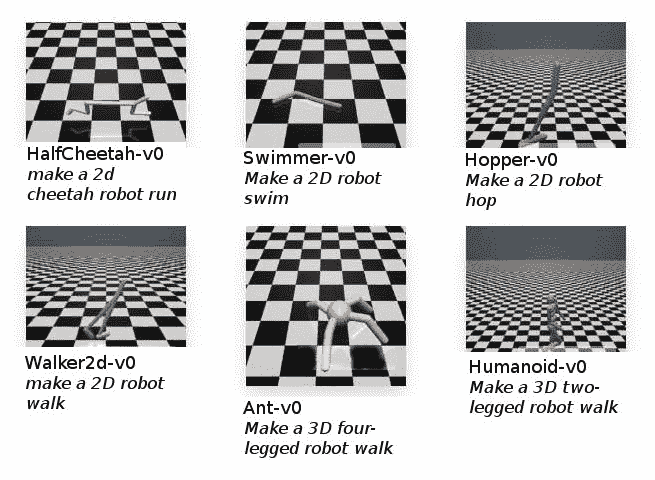 HalfCheetah-v0
make a 2d
cheetah robot run
Swimmer-v0
Make a 2D robot
swim
Hopper-v0
Make a 2D robot
hop
Walker2d-v0
make a 2D robot
walk
Ant-v0
Make a 3D four-
legged robot walk
Humanoid-v0
Make a 3D two-
legged robot walk